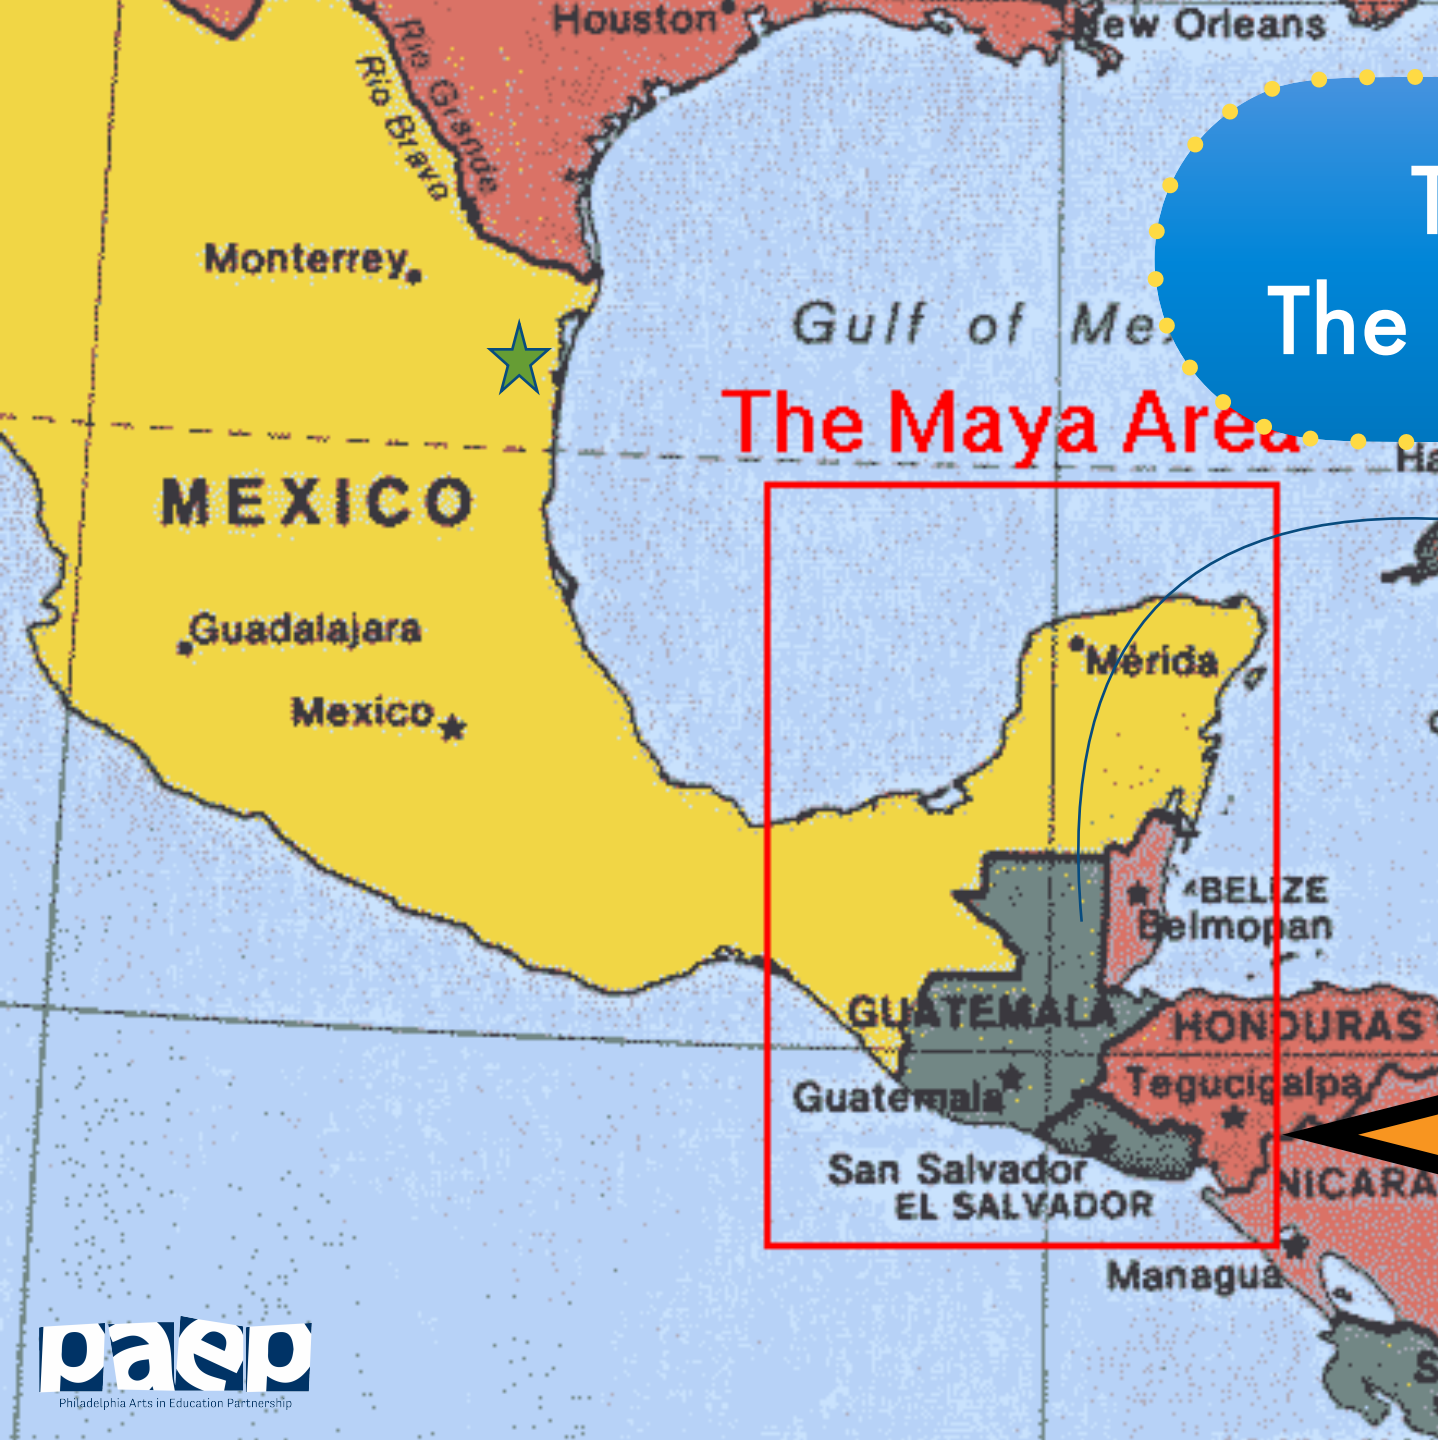 Houston
New Orleans
Rio Grande
Rio Bravo
Monterrey
Gulf of Me
T
The
The Maya Area
Ha
MEXICO
Guadalajara
Mexico
Mérida
BELIZE
Belmopan
GUATEMALA
HONDURAS
Guatemala
Tegucigalpa
San Salvador
EL SALVADOR
NICARA
Managua
S
paep
Philadelphia Arts in Education Partnership